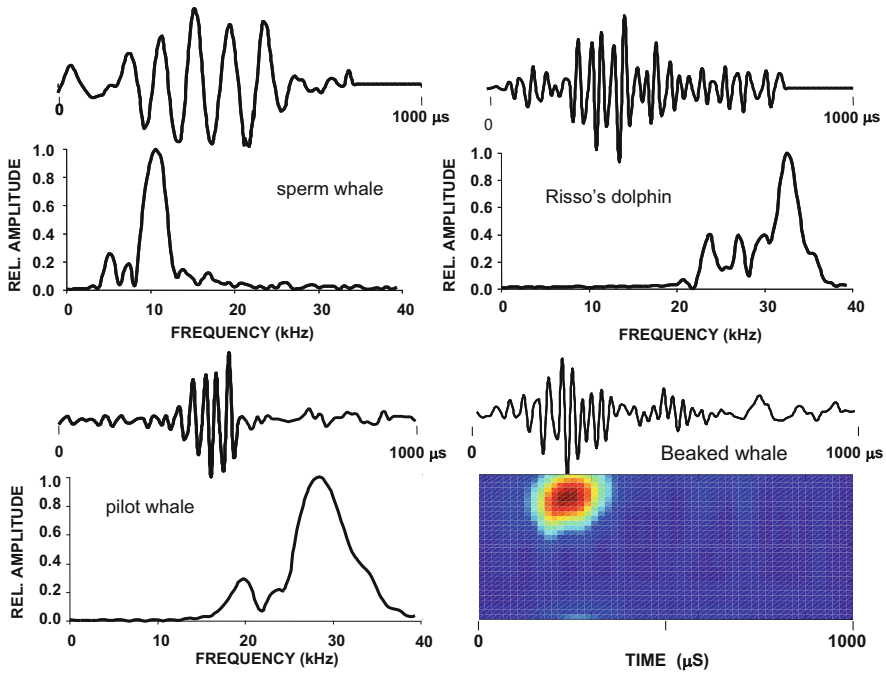 0
1000 µs
REL. AMPLITUDE
1.0
0.8
0.6
0.4
0.2
0.0
sperm whale
0
10
20
30
40
FREQUENCY (kHz)
0
1000 µs
REL. AMPLITUDE
1.0
0.8
0.6
0.4
0.2
0.0
Risso's dolphin
0
10
20
30
40
FREQUENCY (kHz)
0
1000 µs
REL. AMPLITUDE
1.0
0.8
0.6
0.4
0.2
0.0
pilot whale
0
10
20
30
40
FREQUENCY (kHz)
0
1000 µs
Beaked whale
0
1000
TIME (µS)